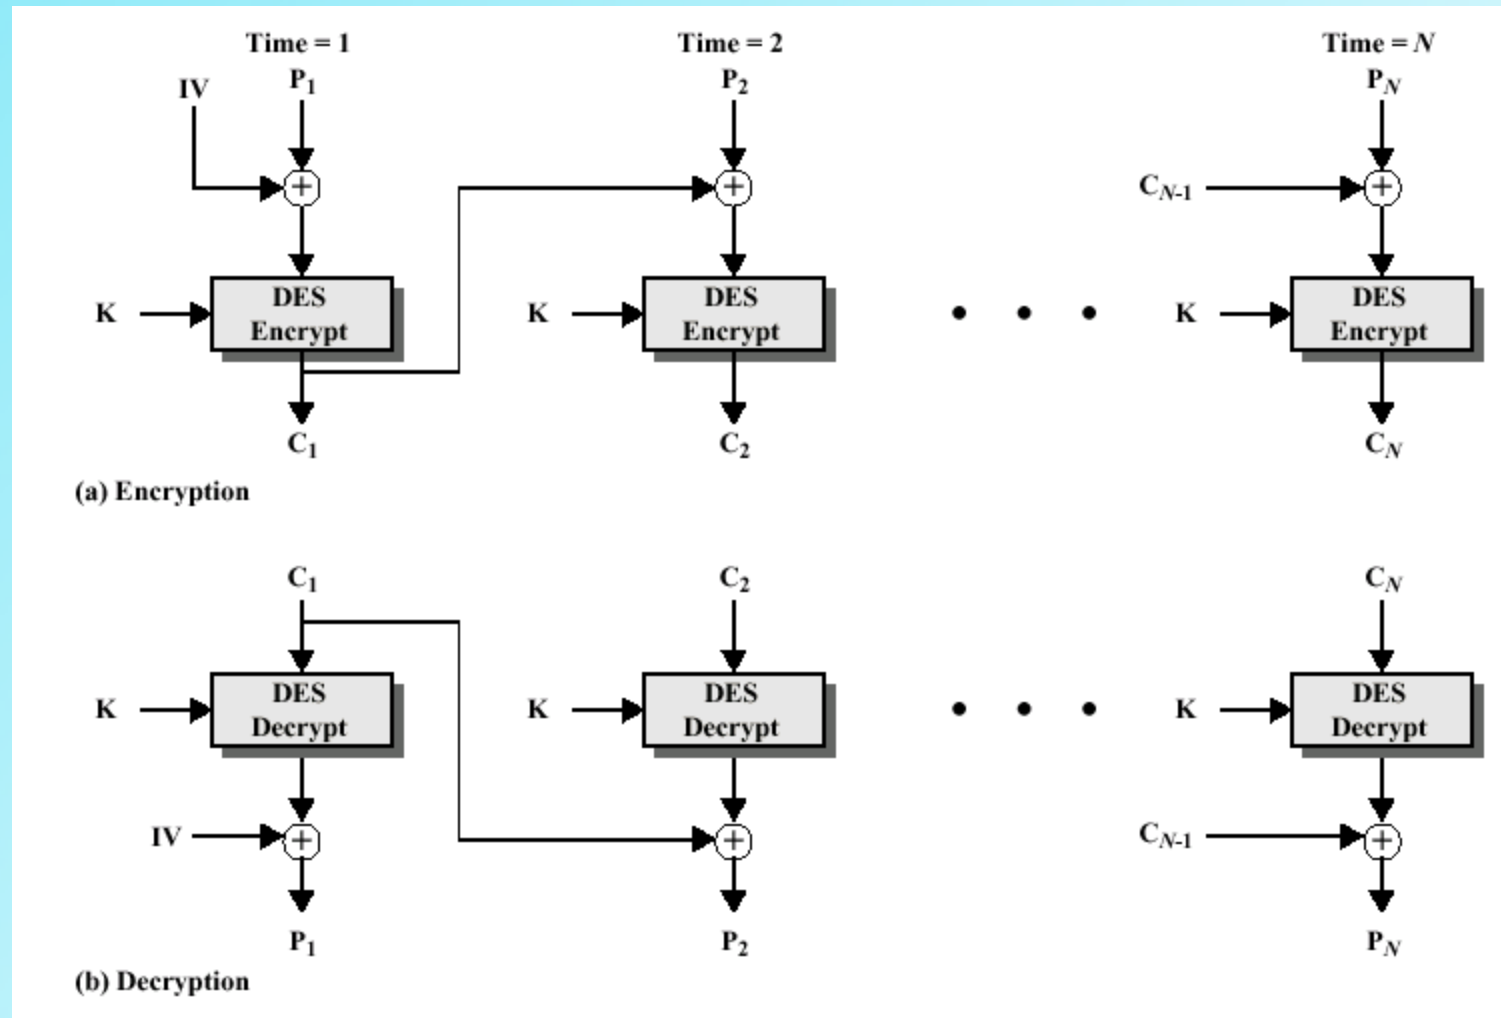 Time = 1 Time = 2 Time = N
IV P1 P2 PN
+ + CN-1 +
K DES Encrypt K DES Encrypt • • • K DES Encrypt
C1 C2 CN
(a) Encryption
C1 C2 CN
K DES Decrypt K DES Decrypt • • • K DES Decrypt
IV + + CN-1 +
P1 P2 PN
(b) Decryption